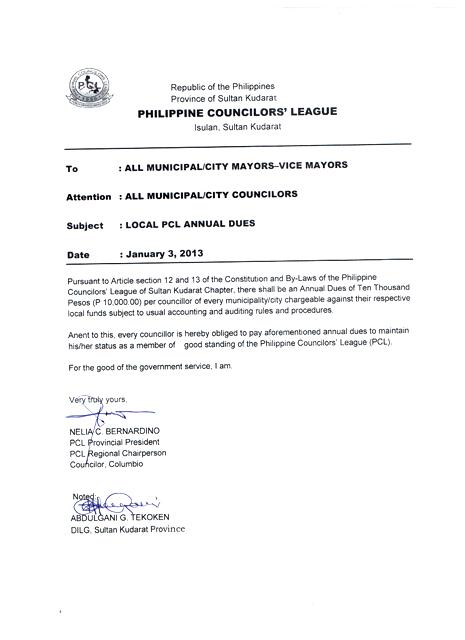 PCL
Republic of the Philippines
Province of Sultan Kudarat
PHILIPPINE COUNCILORS' LEAGUE
Isulan, Sultan Kudarat
To : ALL MUNICIPAL/CITY MAYORS–VICE MAYORS
Attention : ALL MUNICIPAL/CITY COUNCILORS
Subject : LOCAL PCL ANNUAL DUES
Date : January 3, 2013
Pursuant to Article section 12 and 13 of the Constitution and By-Laws of the Philippine
Councilors' League of Sultan Kudarat Chapter, there shall be an Annual Dues of Ten Thousand
Pesos (P 10,000.00) per councilor of every municipality/city chargeable against their respective
local funds subject to usual accounting and auditing rules and procedures.
Anent to this, every councilor is hereby obliged to pay aforementioned annual dues to maintain
his/her status as a member of good standing of the Philippine Councilors' League (PCL).
For the good of the government service, I am.
Very truly yours,
NELIA C. BERNARDINO
PCL Provincial President
PCL Regional Chairperson
Councilor, Columbio
Noted:
ABDULGANI G. TEKOKEN
DILG, Sultan Kudarat Province